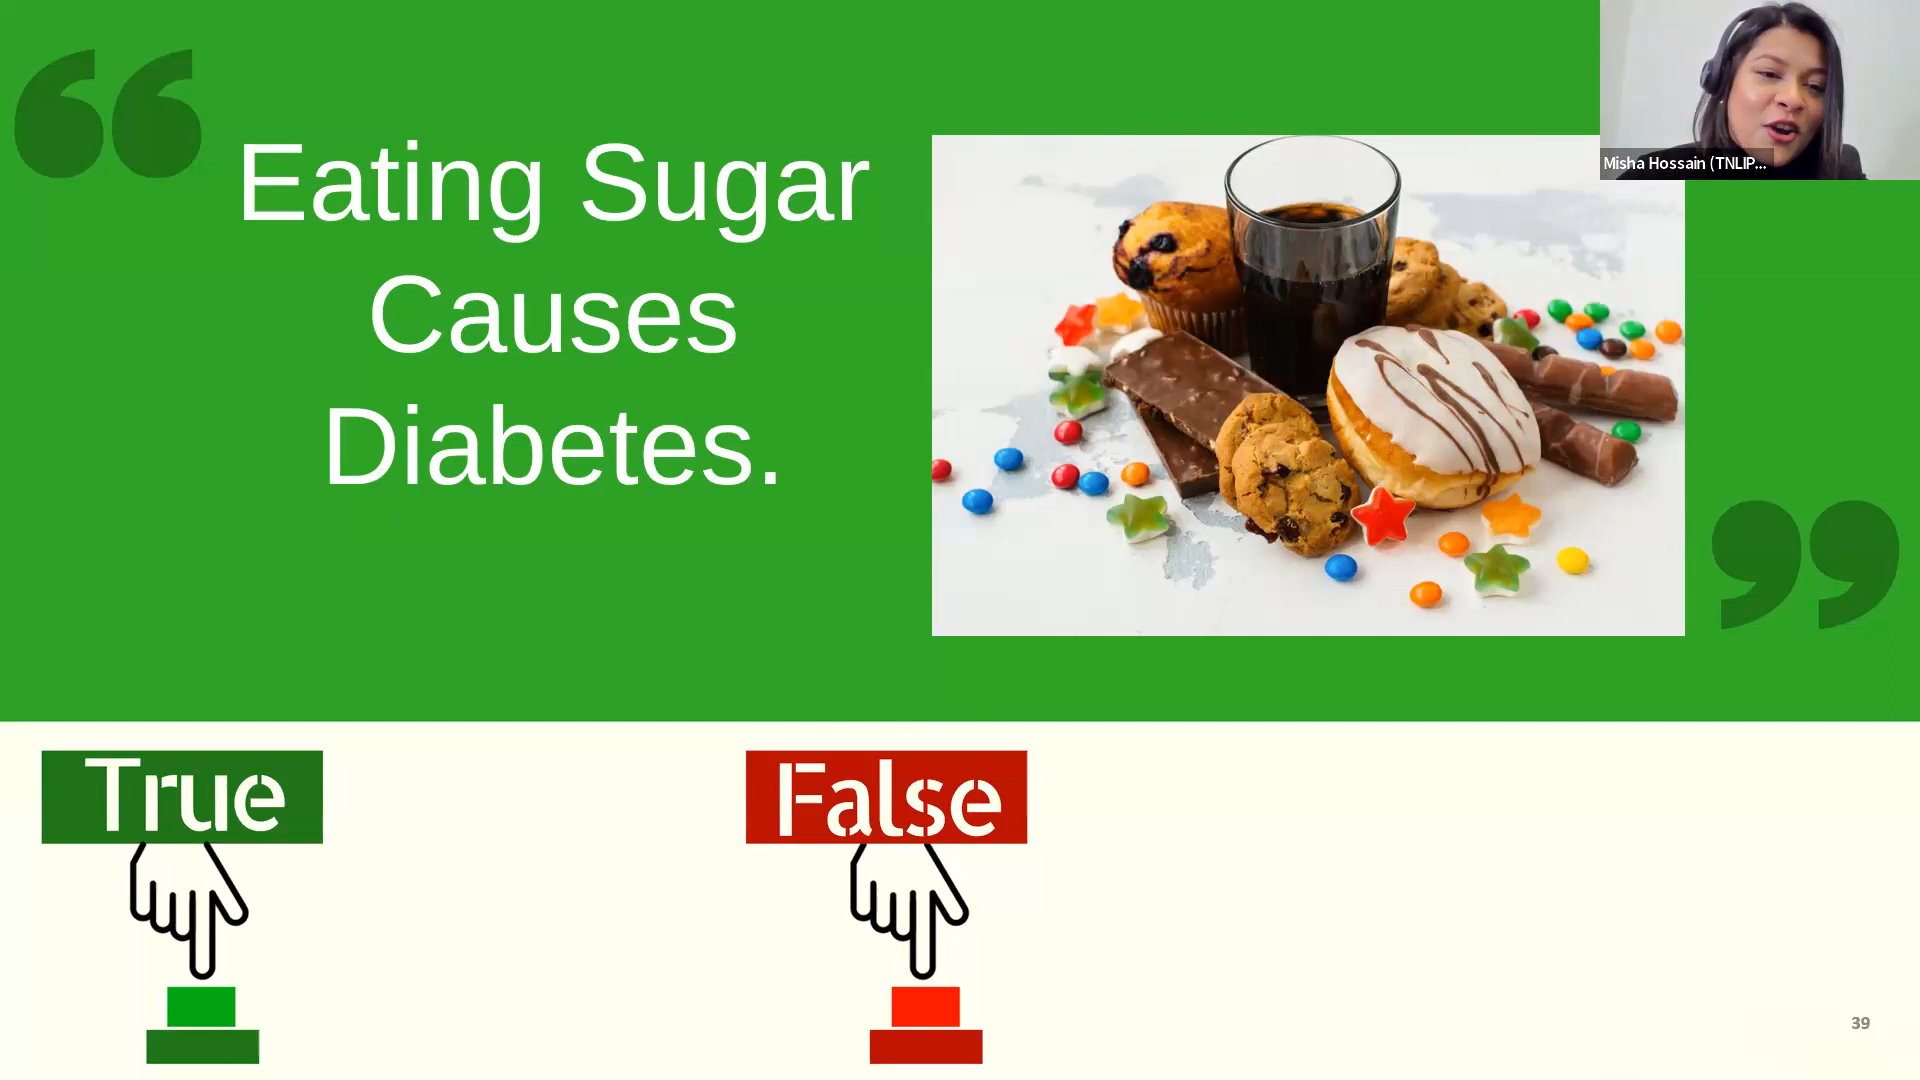 Eating Sugar
Causes
Diabetes.
Misha Hossain (TNLIP...
True
False
39